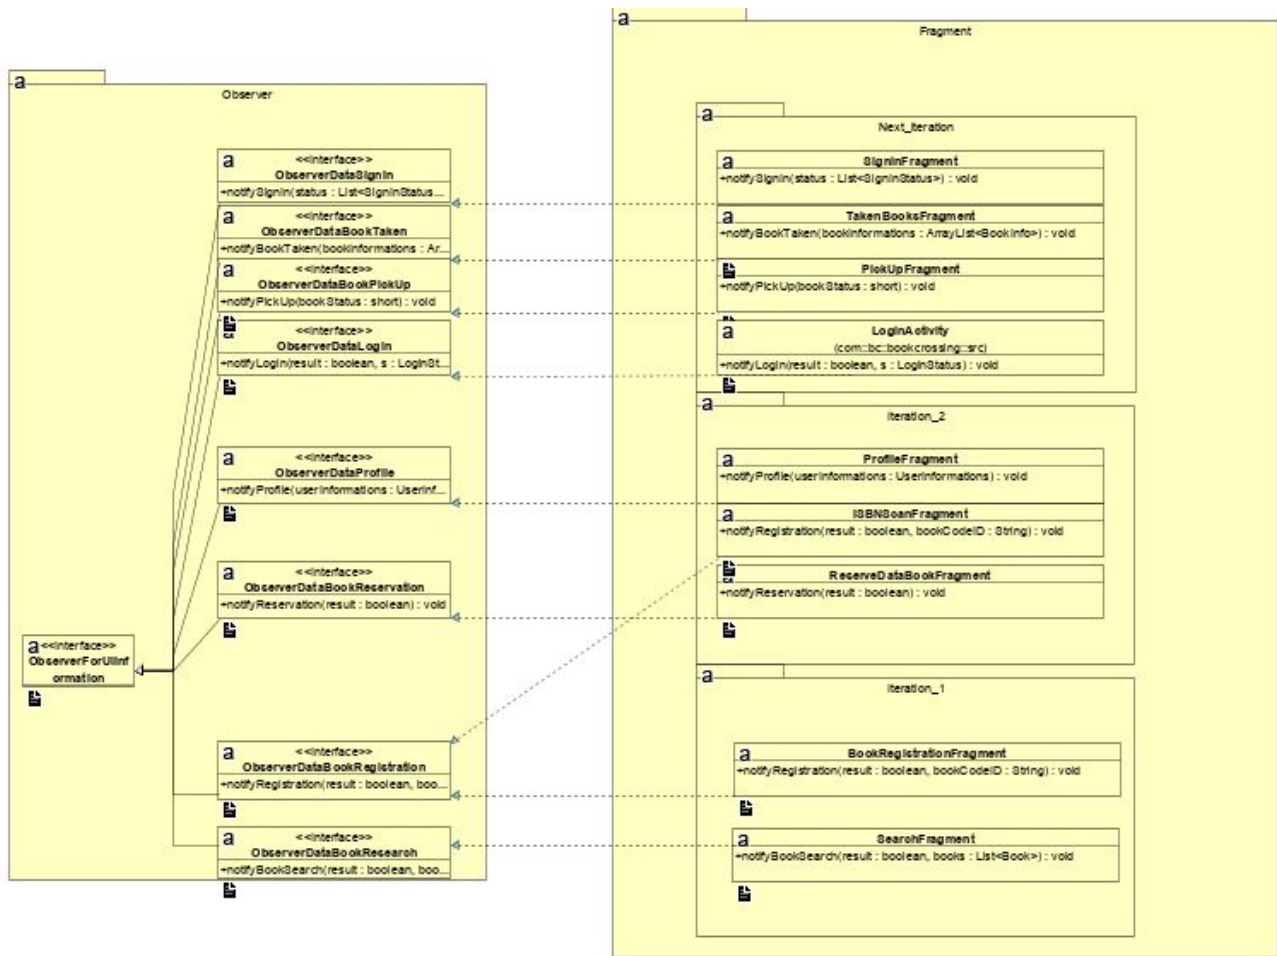 a
Observer
a
<<Interface>>
ObserverDataSignIn
+notifySignIn(status : List<SignInStatus...
a
<<Interface>>
ObserverDataBookTaken
+notifyBookTaken(bookInformations : Ar...
a
<<Interface>>
ObserverDataBookPickUp
+notifyPickUp(bookStatus : short) : void
a
<<Interface>>
ObserverDataLogin
+notifyLogin(result : boolean, s : LoginSt...
a
<<Interface>>
ObserverDataProfile
+notifyProfile(userInformations : UserInf...
a
<<Interface>>
ObserverDataBookReservation
+notifyReservation(result : boolean) : void
a
<<Interface>>
ObserverForUIInf
ormation
a
<<Interface>>
ObserverDataBookRegistration
+notifyRegistration(result : boolean, boo...
a
<<Interface>>
ObserverDataBookResearch
+notifyBookSearch(result : boolean, boo...
a
Fragment
a
Next_Iteration
a
SignInFragment
+notifySignIn(status : List<SignInStatus>) : void
a
TakenBooksFragment
+notifyBookTaken(bookInformations : ArrayList<BookInfo>) : void
PickUpFragment
+notifyPickUp(bookStatus : short) : void
a
LoginActivity
(com::bc::bookcrossing::src)
+notifyLogin(result : boolean, s : LoginStatus) : void
a
Iteration_2
a
ProfileFragment
+notifyProfile(userInformations : UserInformations) : void
a
ISBNScanFragment
+notifyRegistration(result : boolean, bookCodeID : String) : void
ReserveDataBookFragment
+notifyReservation(result : boolean) : void
a
Iteration_1
a
BookRegistrationFragment
+notifyRegistration(result : boolean, bookCodeID : String) : void
a
SearchFragment
+notifyBookSearch(result : boolean, books : List<Book>) : void